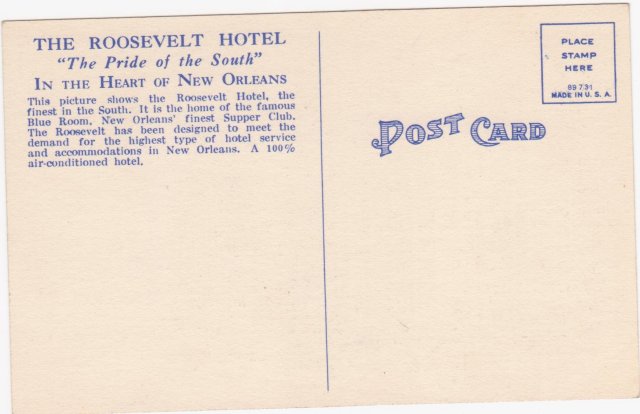 THE ROOSEVELT HOTEL
"The Pride of the South"
IN THE HEART OF NEW ORLEANS
This picture shows the Roosevelt Hotel, the
finest in the South. It is the home of the famous
Blue Room, New Orleans' finest Supper Club.
The Roosevelt has been designed to meet the
demand for the highest type of hotel service
and accommodations in New Orleans. A 100%
air-conditioned hotel.
PLACE
STAMP
HERE
89731
MADE IN U. S. A.
POST CARD